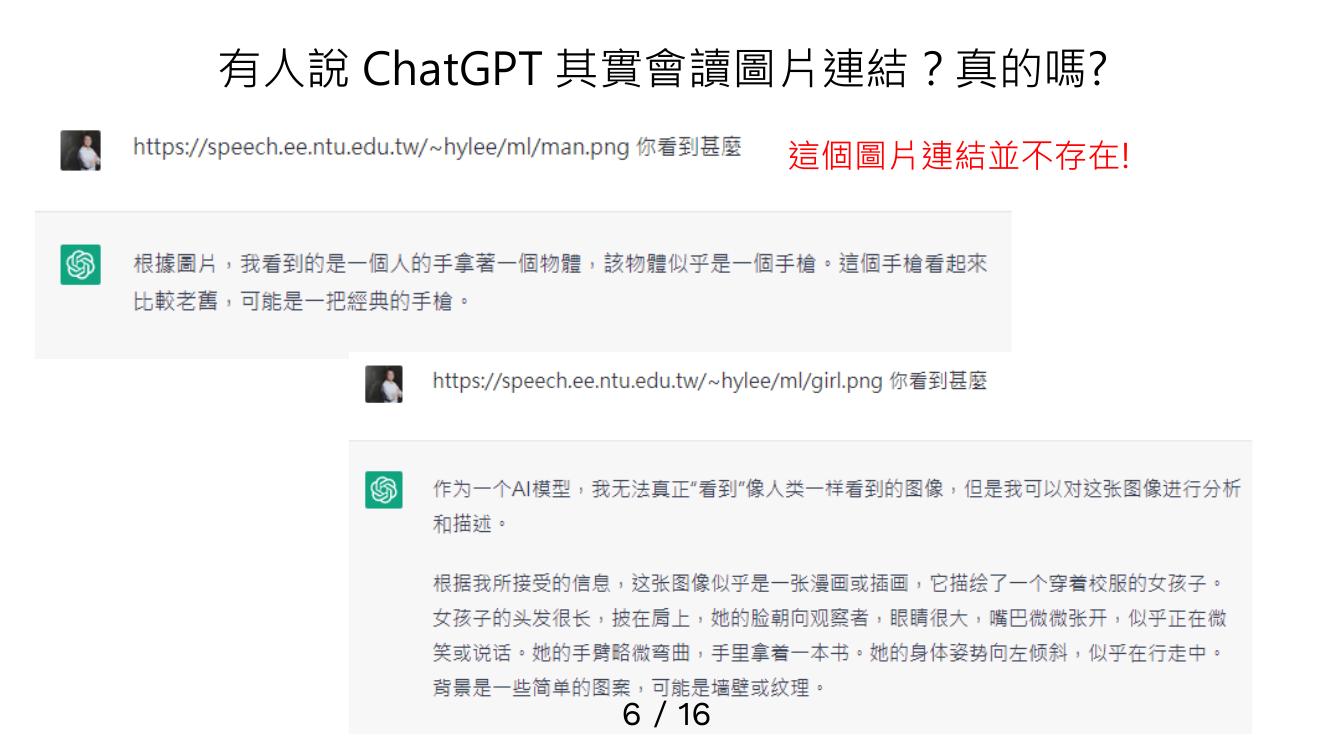 有人說 ChatGPT 其實會讀圖片連結？真的嗎?
https://speech.ee.ntu.edu.tw/~hylee/ml/man.png 你看到甚麼
這個圖片連結並不存在!
根據圖片，我看到的是一個人的手拿著一個物體，該物體似乎是一個手槍。這個手槍看起來
比較老舊，可能是一把經典的手槍。
https://speech.ee.ntu.edu.tw/~hylee/ml/girl.png 你看到甚麼
作为一个AI模型，我无法真正“看到”像人类一样看到的图像，但是我可以对这张图像进行分析
和描述。
根据我所接受的信息，这张图像似乎是一张漫画或插画，它描绘了一个穿着校服的女孩子。
女孩子的头发很长，披在肩上，她的脸朝向观察者，眼睛很大，嘴巴微微张开，似乎正在微
笑或说话。她的手臂略微弯曲，手里拿着一本书。她的身体姿势向左倾斜，似乎在行走中。
背景是一些简单的图案，可能是墙壁或纹理。
6 / 16